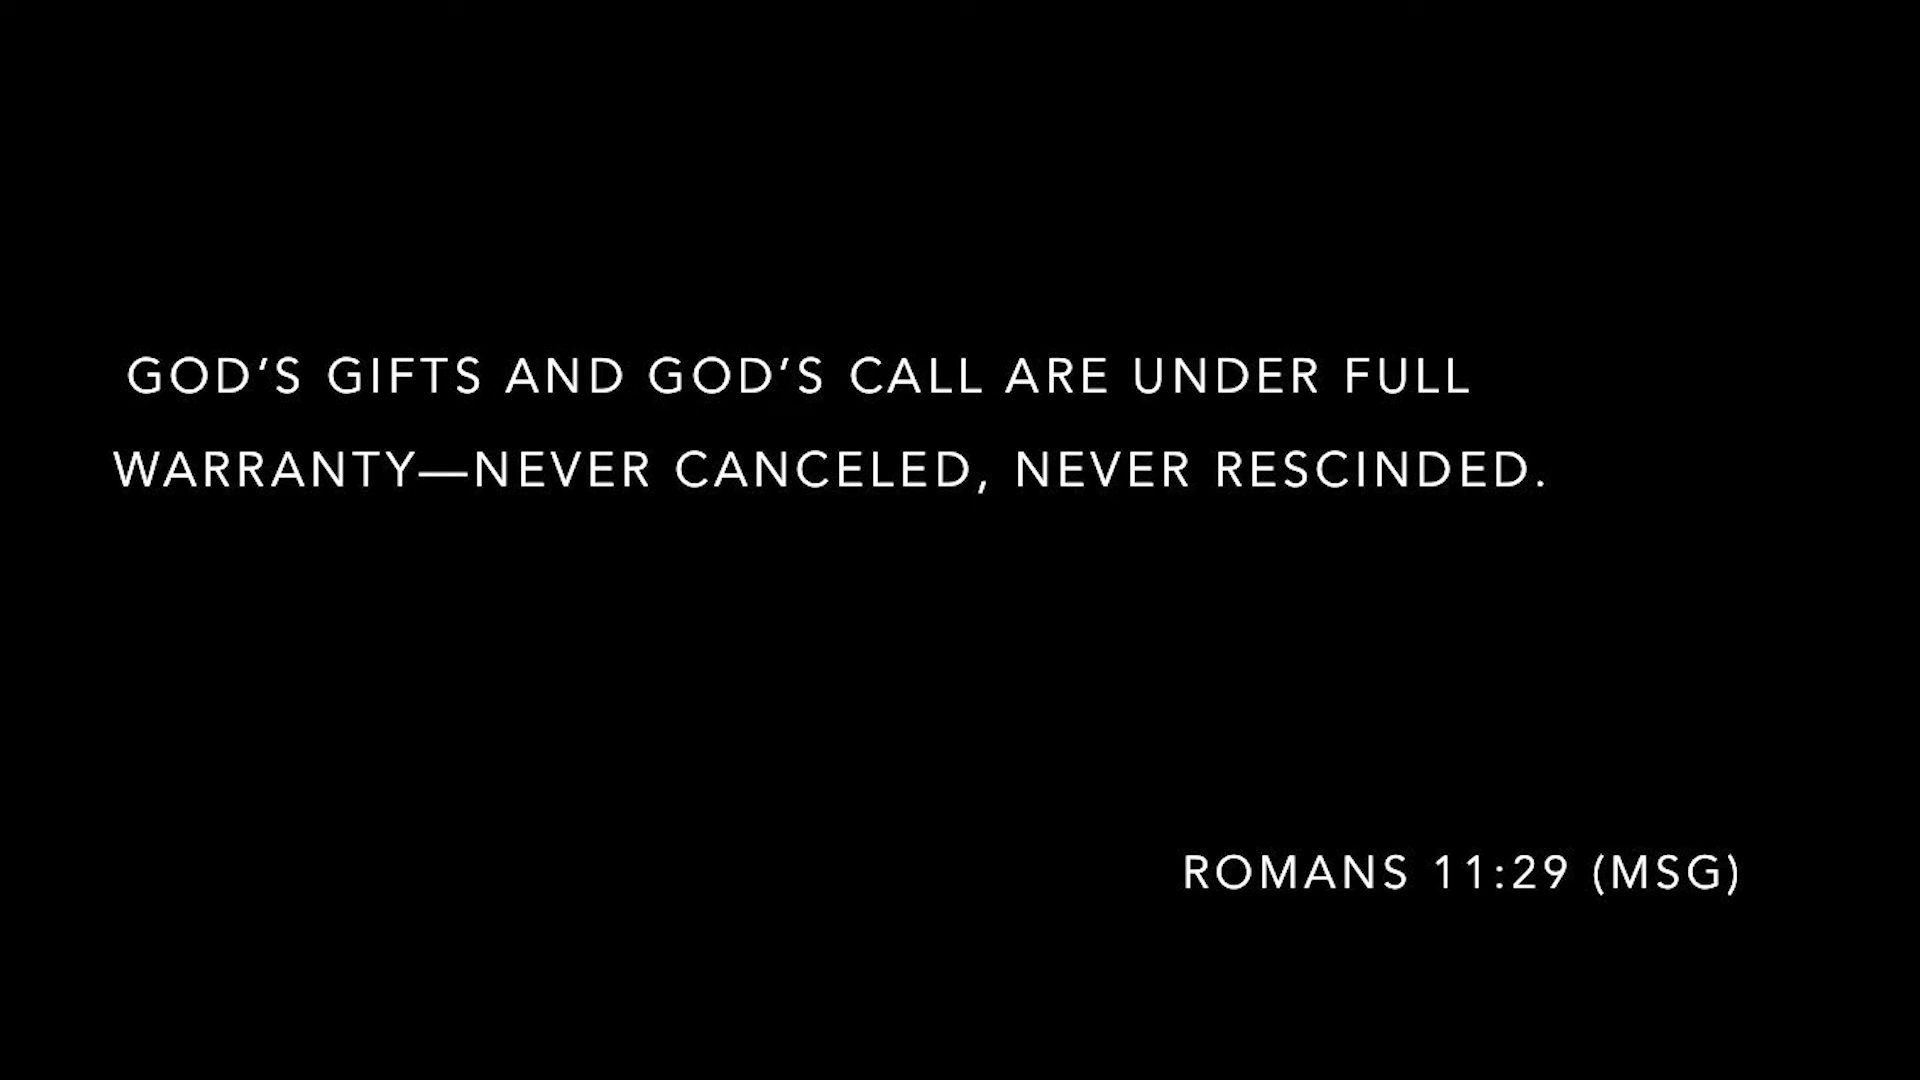 GOD’S GIFTS AND GOD’S CALL ARE UNDER FULL
WARRANTY—NEVER CANCELED, NEVER RESCINDED.
ROMANS 11:29 (MSG)